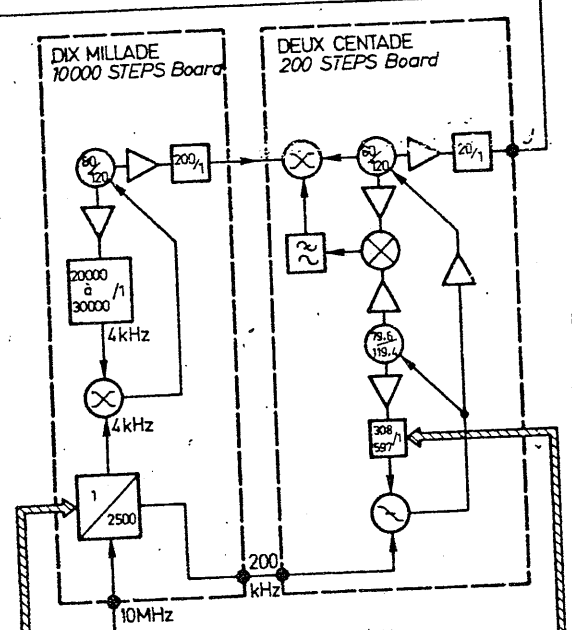 DIX MILLADE
10000 STEPS Board
DEUX CENTADE
200 STEPS Board
60/120
200/1
60/120
20/1
20000
à
30000
/1
4kHz
79.6
119.4
4kHz
308
597
/1
1
2500
200
kHz
10MHz